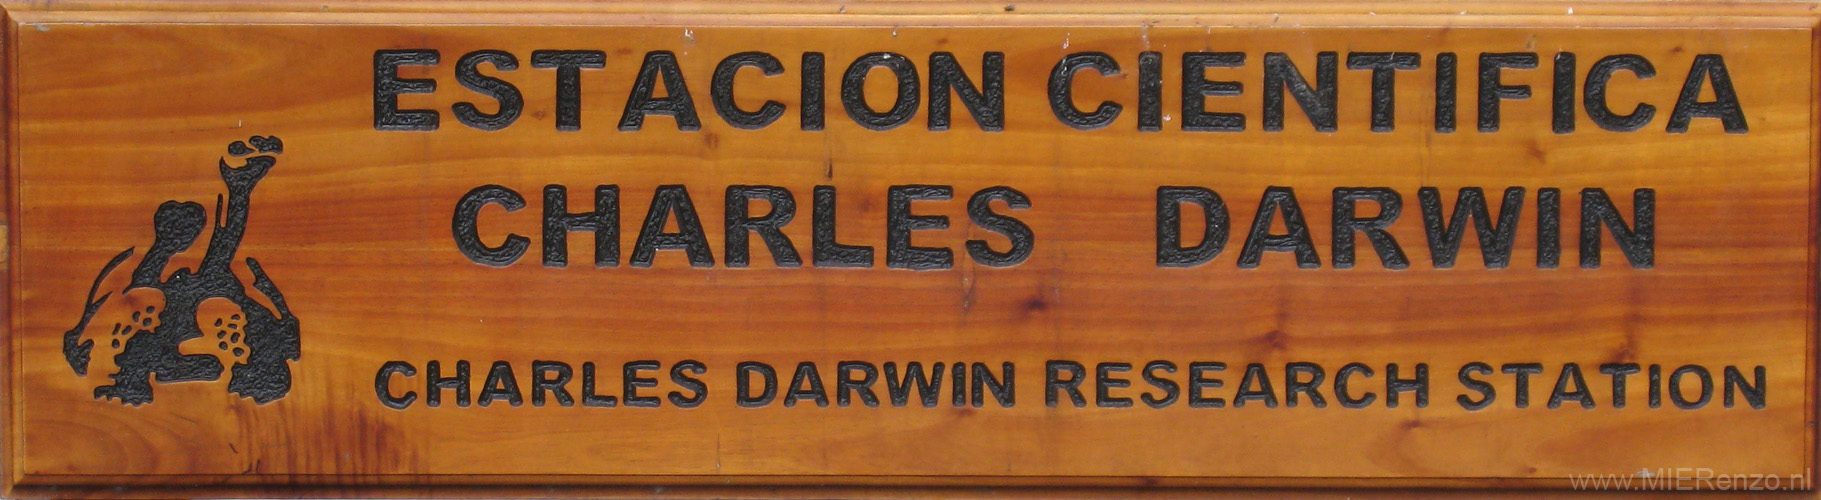 ESTACION CIENTIFICA
CHARLES DARWIN
CHARLES DARWIN RESEARCH STATION
www.MIERenzo.nl